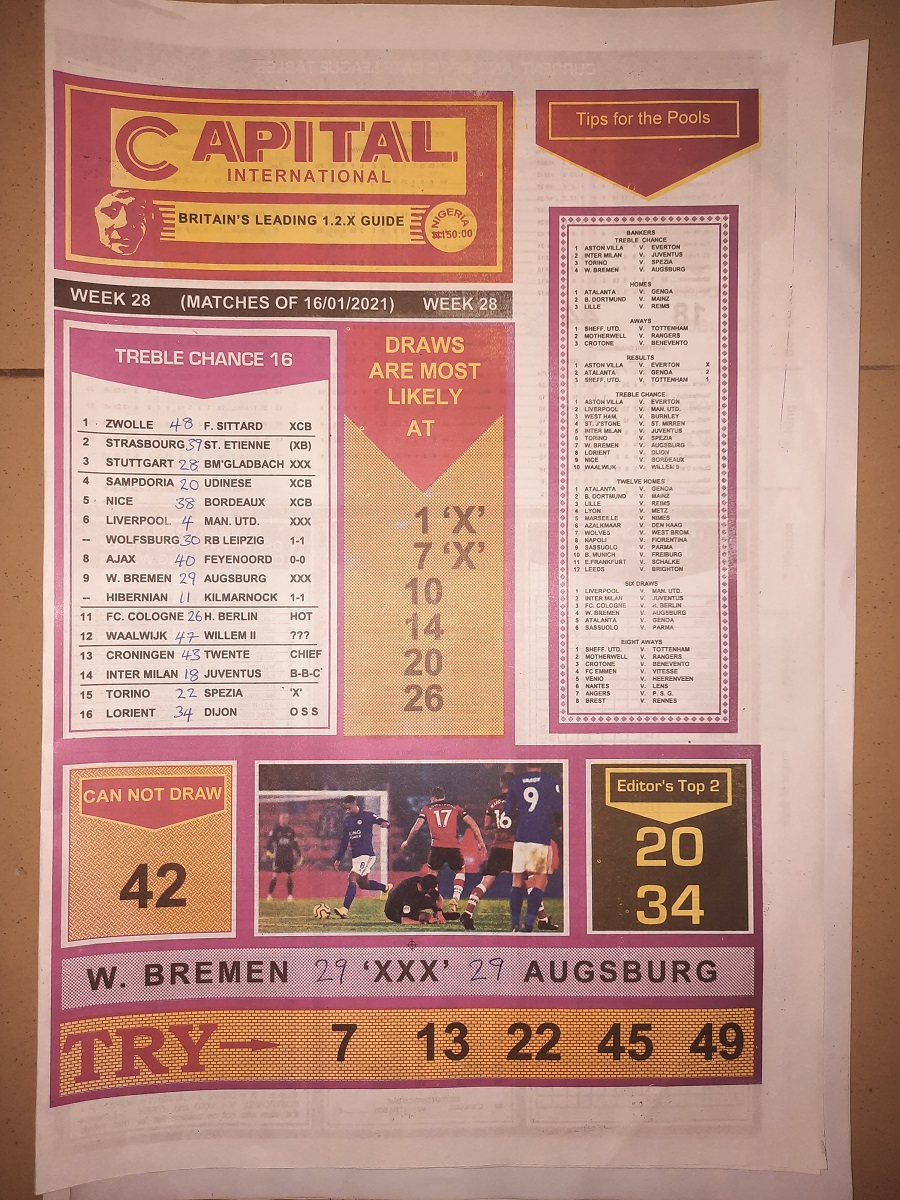 CAPITAL
INTERNATIONAL
BRITAIN'S LEADING 1.2.X GUIDE
NIGERIA
₦150:00
WEEK 28 (MATCHES OF 16/01/2021) WEEK 28
TREBLE CHANCE 16
1 ZWOLLE 48 F. SITTARD XCB
2 STRASBOURG 39 ST. ETIENNE (XB)
3 STUTTGART 28 BM'GLADBACH XXX
4 SAMPDORIA 20 UDINESE XCB
5 NICE 38 BORDEAUX XCB
6 LIVERPOOL 4 MAN. UTD. XXX
-- WOLFSBURG 30 RB LEIPZIG 1-1
8 AJAX 40 FEYENOORD 0-0
9 W. BREMEN 29 AUGSBURG XXX
-- HIBERNIAN 11 KILMARNOCK 1-1
11 FC. COLOGNE 26 H. BERLIN HOT
12 WAALWIJK 47 WILLEM II ???
13 CRONINGEN 43 TWENTE CHIEF
14 INTER MILAN 18 JUVENTUS B-B-C
15 TORINO 22 SPEZIA 'X'
16 LORIENT 34 DIJON O S S
DRAWS
ARE MOST
LIKELY
AT
1 'X'
7 'X'
10
14
20
26
Tips for the Pools
BANKERS
TREBLE CHANCE
1 ASTON VILLA V. EVERTON
2 INTER MILAN V. JUVENTUS
3 TORINO V. SPEZIA
4 W. BREMEN V. AUGSBURG
HOMES
1 ATALANTA V. GENOA
2 B. DORTMUND V. MAINZ
3 LILLE V. REIMS
AWAYS
1 SHEFF. UTD. V. TOTTENHAM
2 MOTHERWELL V. RANGERS
3 CROTONE V. BENEVENTO
RESULTS
1 ASTON VILLA V. EVERTON X
2 ATALANTA V. GENOA 2
3 SHEFF. UTD. V. TOTTENHAM 1
TREBLE CHANCE
1 ASTON VILLA V. EVERTON
2 LIVERPOOL V. MAN. UTD.
3 WEST HAM. V. BURNLEY
4 ST. J'STONE V. ST. MIRREN
5 INTER MILAN V. JUVENTUS
6 TORINO V. SPEZIA
7 W. BREMEN V. AUGSBURG
8 LORIENT V. DIJON
9 NICE V. BORDEAUX
10 WAALWIJK V. WILLEM II
TWELVE HOMES
1 ATALANTA V. GENOA
2 B. DORTMUND V. MAINZ
3 LILLE V. REIMS
4 LYON V. METZ
5 MARSEILLE V. NIMES
6 AZALKMAAR V. DEN HAAG
7 WOLVES V. WEST BROM.
8 NAPOLI V. FIORENTINA
9 SASSUOLO V. PARMA
10 B. MUNICH V. FREIBURG
11 E.FRANKFURT V. SCHALKE
12 LEEDS V. BRIGHTON
SIX DRAWS
1 LIVERPOOL V. MAN. UTD.
2 INTER MILAN V. JUVENTUS
3 FC. COLOGNE V. H. BERLIN
4 W. BREMEN V. AUGSBURG
5 ATALANTA V. GENOA
6 SASSUOLO V. PARMA
EIGHT AWAYS
1 SHEFF. UTD. V. TOTTENHAM
2 MOTHERWELL V. RANGERS
3 CROTONE V. BENEVENTO
4 FC EMMEN V. VITESSE
5 VENIO V. HEERENVEEN
6 NANTES V. LENS
7 ANGERS V. P. S. G.
8 BREST V. RENNES
CAN NOT DRAW
42
17
16
9
Editor's Top 2
20
34
W. BREMEN 29 'XXX' 29 AUGSBURG
TRY 7 13 22 45 49